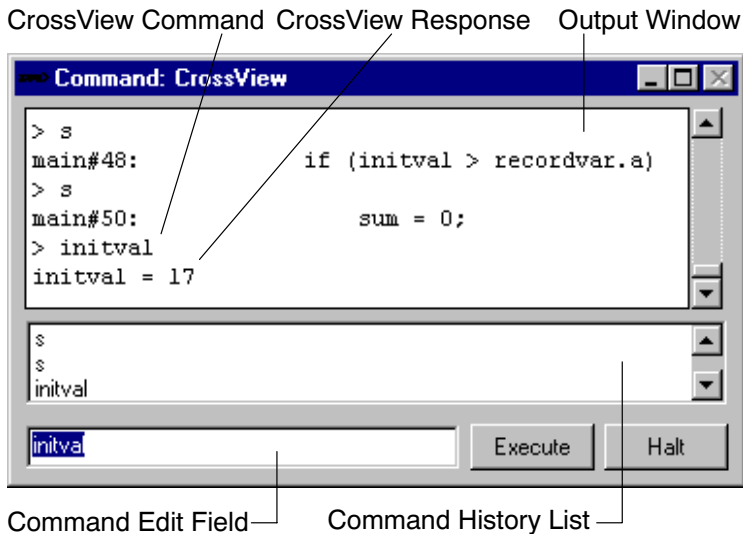 CrossView Command CrossView Response Output Window
Command: CrossView
> s
main#48: if (initval > recordvar.a)
> s
main#50: sum = 0;
> initval
initval = 17
s
s
initval
initval Execute Halt
Command Edit Field Command History List